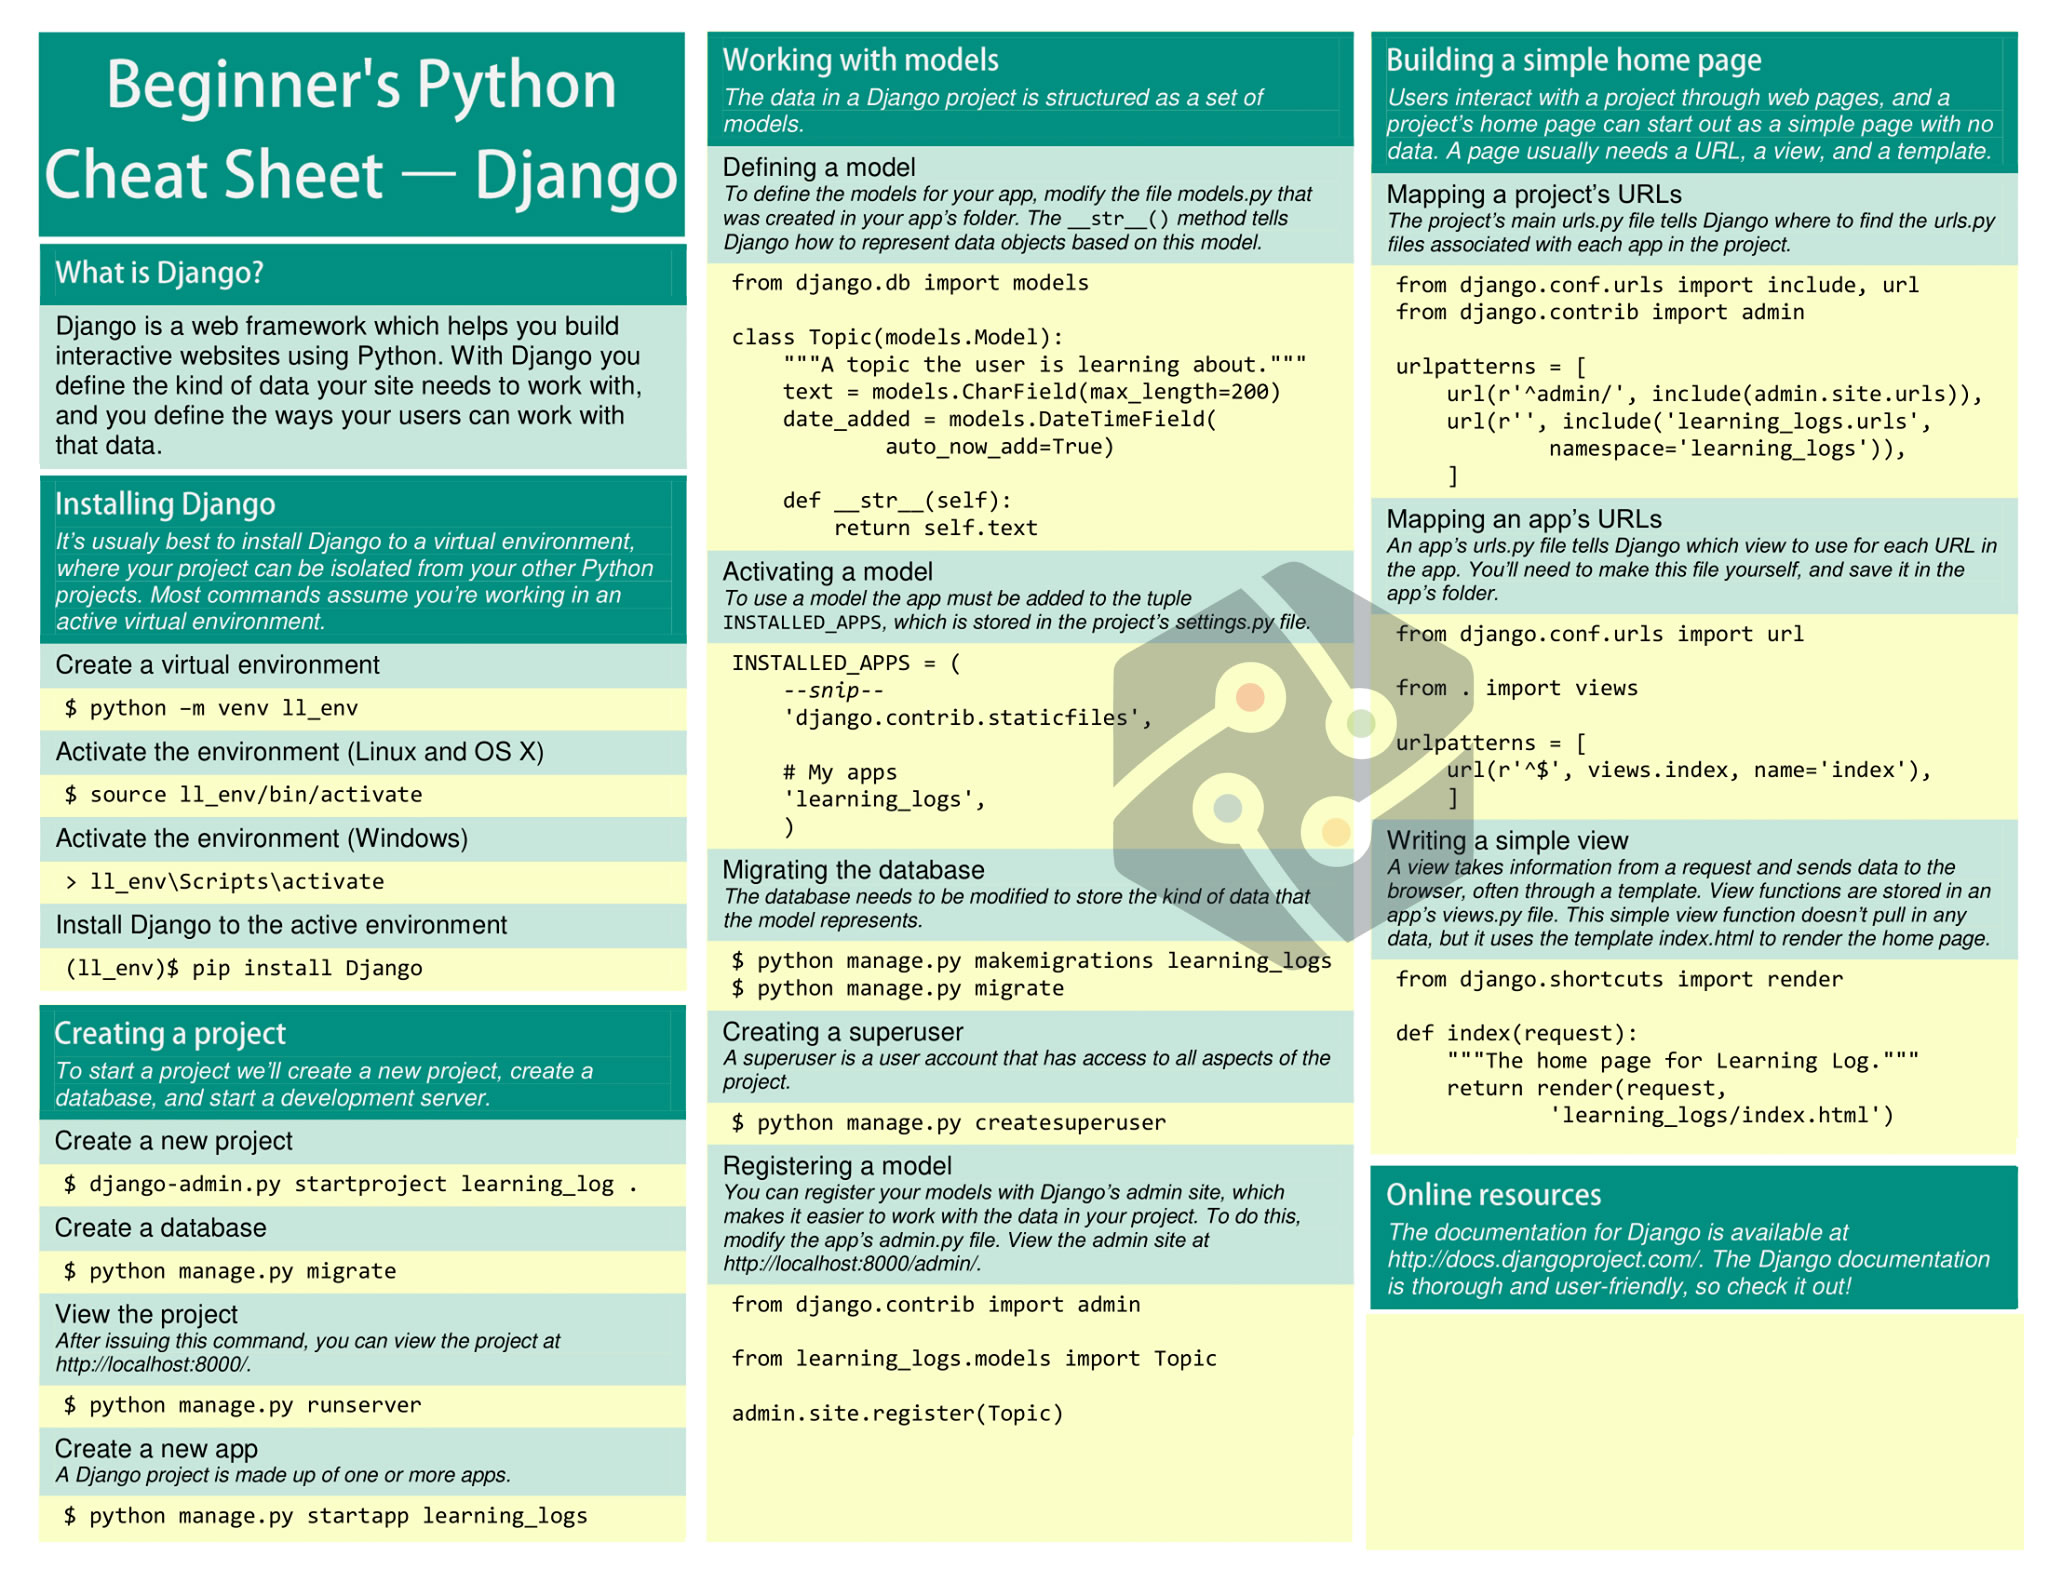 Beginner's Python
Cheat Sheet — Django
What is Django?
Django is a web framework which helps you build
interactive websites using Python. With Django you
define the kind of data your site needs to work with,
and you define the ways your users can work with
that data.
Installing Django
It’s usualy best to install Django to a virtual environment,
where your project can be isolated from your other Python
projects. Most commands assume you’re working in an
active virtual environment.
Create a virtual environment
$ python –m venv ll_env
Activate the environment (Linux and OS X)
$ source ll_env/bin/activate
Activate the environment (Windows)
> ll_env\Scripts\activate
Install Django to the active environment
(ll_env)$ pip install Django
Creating a project
To start a project we’ll create a new project, create a
database, and start a development server.
Create a new project
$ django-admin.py startproject learning_log .
Create a database
$ python manage.py migrate
View the project
After issuing this command, you can view the project at
http://localhost:8000/.
$ python manage.py runserver
Create a new app
A Django project is made up of one or more apps.
$ python manage.py startapp learning_logs
Working with models
The data in a Django project is structured as a set of
models.
Defining a model
To define the models for your app, modify the file models.py that
was created in your app’s folder. The __str__() method tells
Django how to represent data objects based on this model.
from django.db import models
class Topic(models.Model):
    """A topic the user is learning about."""
    text = models.CharField(max_length=200)
    date_added = models.DateTimeField(
            auto_now_add=True)
    def __str__(self):
        return self.text
Activating a model
To use a model the app must be added to the tuple
INSTALLED_APPS, which is stored in the project’s settings.py file.
INSTALLED_APPS = (
    --snip--
    'django.contrib.staticfiles',
    # My apps
    'learning_logs',
    )
Migrating the database
The database needs to be modified to store the kind of data that
the model represents.
$ python manage.py makemigrations learning_logs
$ python manage.py migrate
Creating a superuser
A superuser is a user account that has access to all aspects of the
project.
$ python manage.py createsuperuser
Registering a model
You can register your models with Django’s admin site, which
makes it easier to work with the data in your project. To do this,
modify the app’s admin.py file. View the admin site at
http://localhost:8000/admin/.
from django.contrib import admin
from learning_logs.models import Topic
admin.site.register(Topic)
Building a simple home page
Users interact with a project through web pages, and a
project’s home page can start out as a simple page with no
data. A page usually needs a URL, a view, and a template.
Mapping a project’s URLs
The project’s main urls.py file tells Django where to find the urls.py
files associated with each app in the project.
from django.conf.urls import include, url
from django.contrib import admin
urlpatterns = [
    url(r'^admin/', include(admin.site.urls)),
    url(r'', include('learning_logs.urls',
            namespace='learning_logs')),
    ]
Mapping an app’s URLs
An app’s urls.py file tells Django which view to use for each URL in
the app. You’ll need to make this file yourself, and save it in the
app’s folder.
from django.conf.urls import url
from . import views
urlpatterns = [
    url(r'^$', views.index, name='index'),
    ]
Writing a simple view
A view takes information from a request and sends data to the
browser, often through a template. View functions are stored in an
app’s views.py file. This simple view function doesn’t pull in any
data, but it uses the template index.html to render the home page.
from django.shortcuts import render
def index(request):
    """The home page for Learning Log."""
    return render(request,
            'learning_logs/index.html')
Online resources
The documentation for Django is available at
http://docs.djangoproject.com/. The Django documentation
is thorough and user-friendly, so check it out!